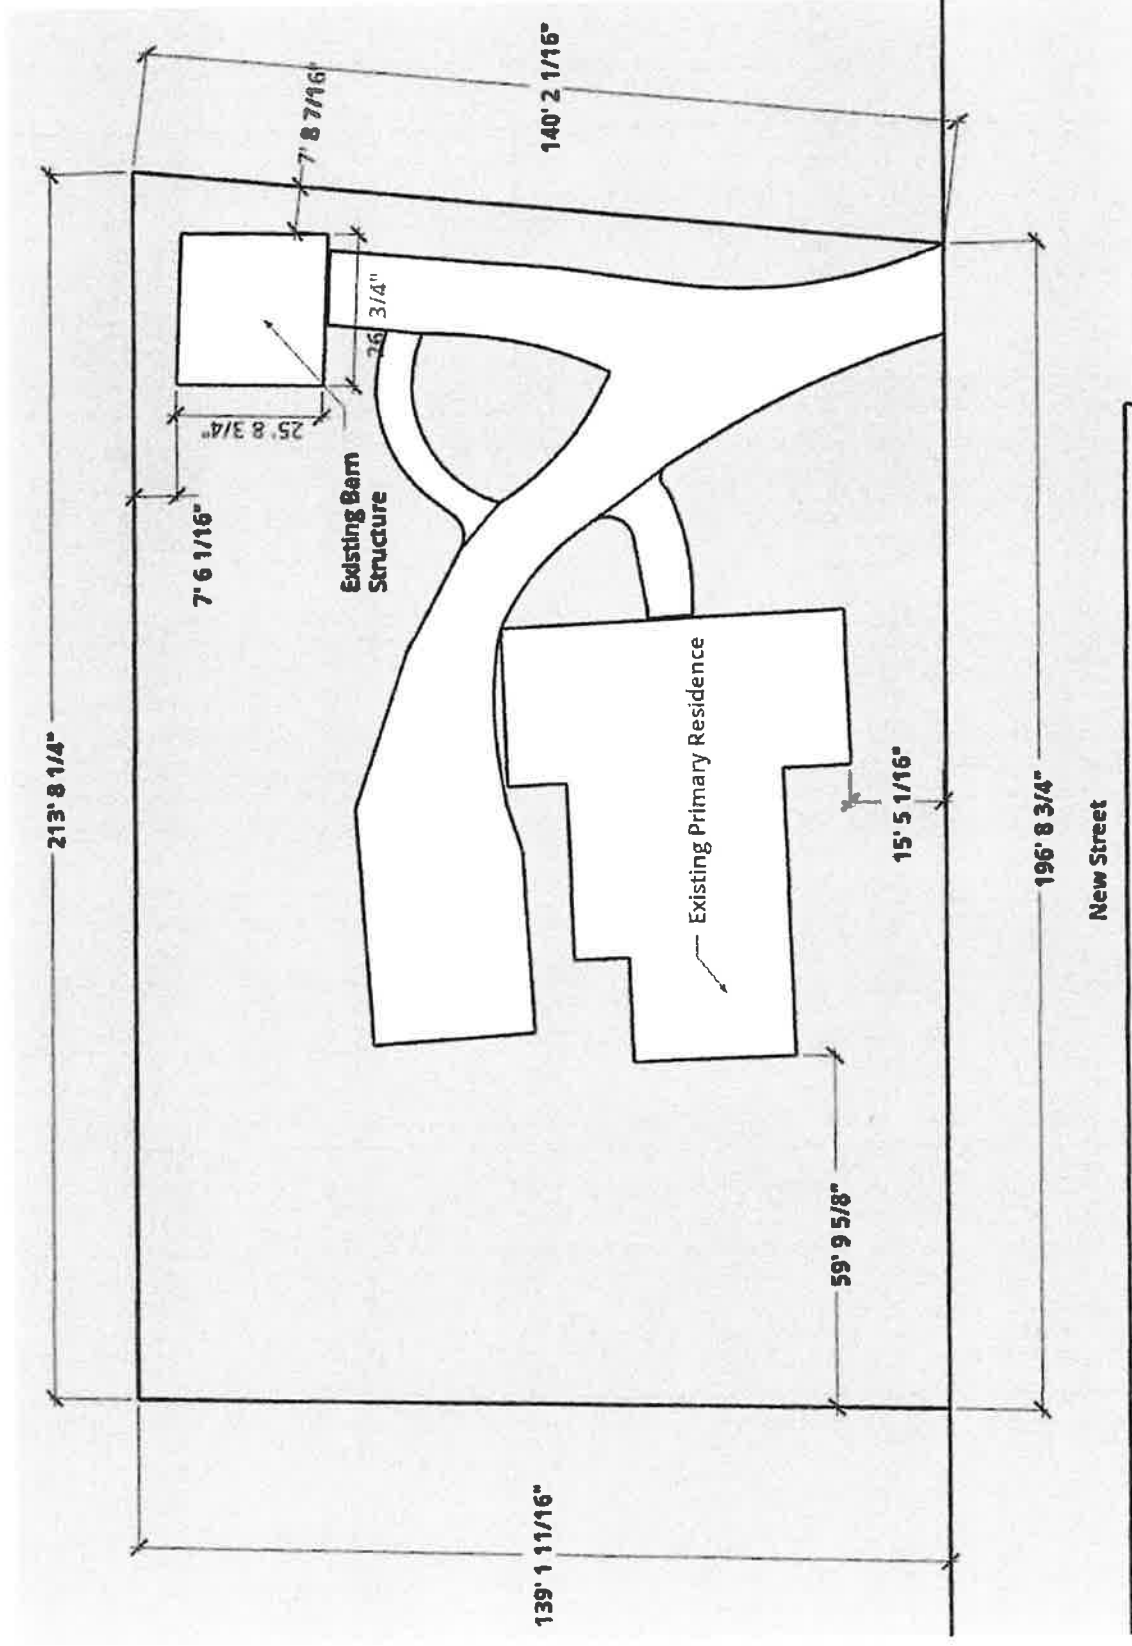 213' 8 1/4"
7' 8 7/16"
140' 2 1/16"
26' 3/4"
25' 8 3/4"
7' 6 1/16"
Existing Barn
Structure
Existing Primary Residence
15' 5 1/16"
196' 8 3/4"
New Street
59' 9 5/8"
139' 1 11/16"